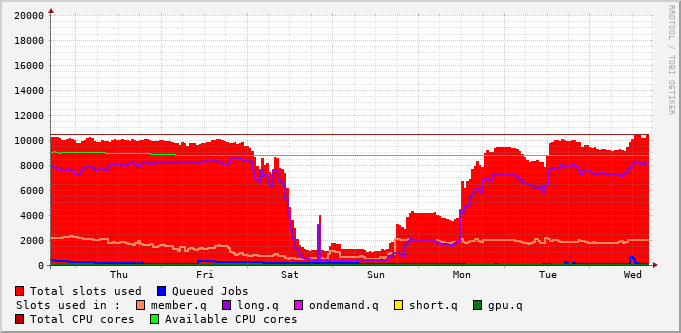 RRDTOOL / TOBI OETIKER
20000
18000
16000
14000
12000
10000
8000
6000
4000
2000
0
Thu Fri Sat Sun Mon Tue Wed
Total slots used Queued Jobs
Slots used in : member.q long.q ondemand.q short.q gpu.q
Total CPU cores Available CPU cores